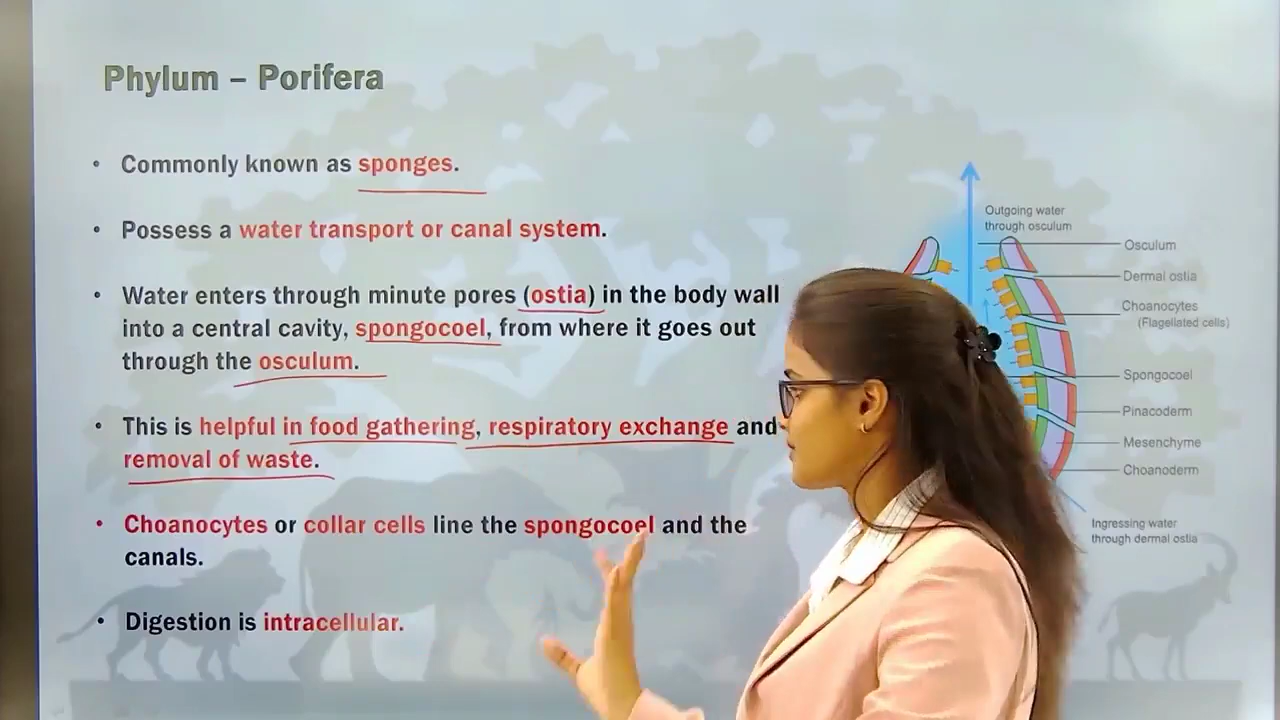 Phylum – Porifera
• Commonly known as sponges.
• Possess a water transport or canal system.
• Water enters through minute pores (ostia) in the body wall
into a central cavity, spongocoel, from where it goes out
through the osculum.
• This is helpful in food gathering, respiratory exchange and
removal of waste.
• Choanocytes or collar cells line the spongocoel and the
canals.
• Digestion is intracellular.
Outgoing water
through osculum
Osculum
Dermal ostia
Choanocytes
(Flagellated cells)
Spongocoel
Pinacoderm
Mesenchyme
Choanoderm
Ingressing water
through dermal ostia